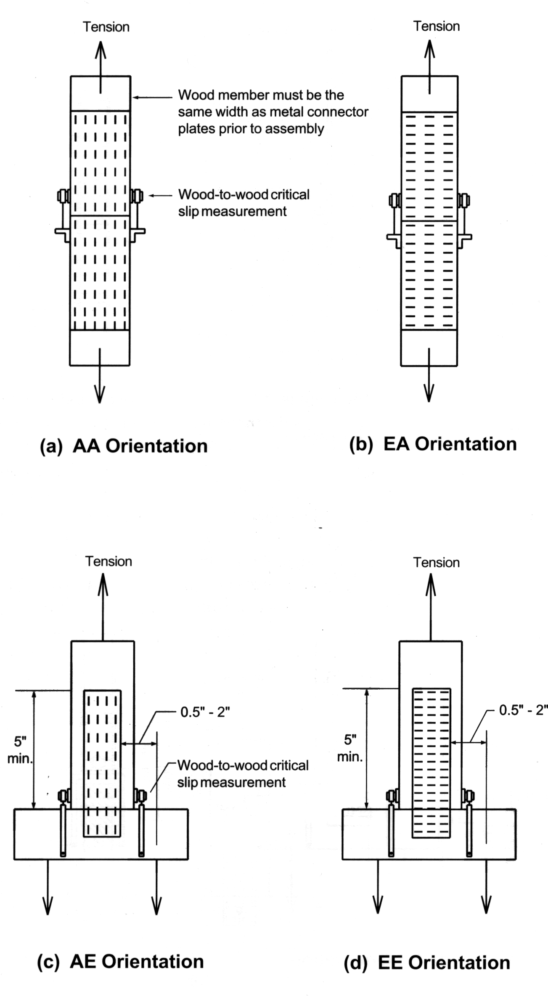 Tension
Tension
Wood member must be the
same width as metal connector
plates prior to assembly
Wood-to-wood critical
slip measurement
(a) AA Orientation
(b) EA Orientation
Tension
Tension
0.5" - 2"
0.5" - 2"
5"
min.
5"
min.
Wood-to-wood critical
slip measurement
(c) AE Orientation
(d) EE Orientation